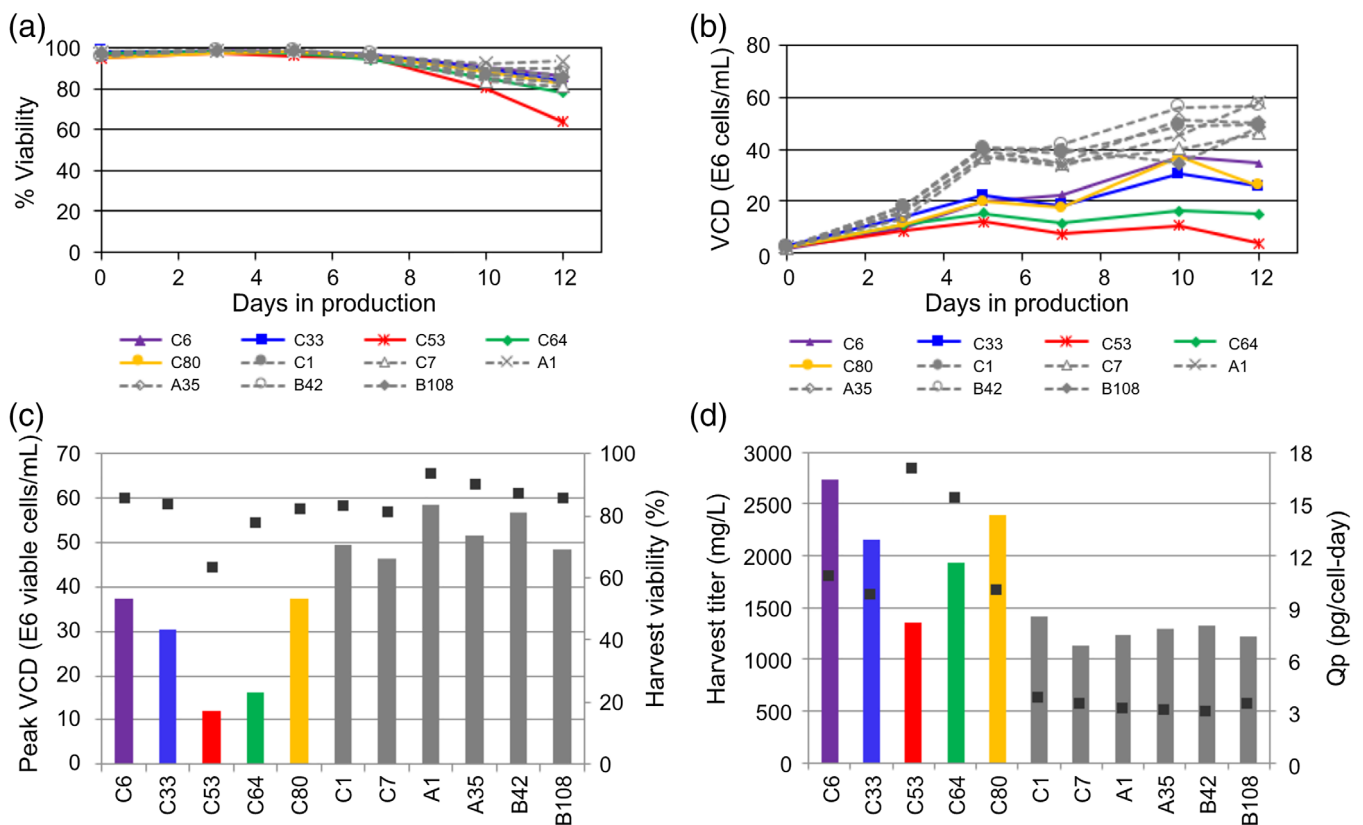 (a)
100
80
60
40
20
0
% Viability
0 2 4 6 8 10 12
Days in production
C6 C33 C53 C64
C80 C1 C7 A1
A35 B42 B108
(b)
80
60
40
20
0
VCD (E6 cells/mL)
0 2 4 6 8 10 12
Days in production
C6 C33 C53 C64
C80 C1 C7 A1
A35 B42 B108
(c)
70
60
50
40
30
20
10
0
Peak VCD (E6 viable cells/mL)
100
80
60
40
20
0
Harvest viability (%)
C6 C33 C53 C64 C80 C1 C7 A1 A35 B42 B108
(d)
3000
2500
2000
1500
1000
500
0
Harvest titer (mg/L)
18
15
12
9
6
3
0
Qp (pg/cell-day)
C6 C33 C53 C64 C80 C1 C7 A1 A35 B42 B108